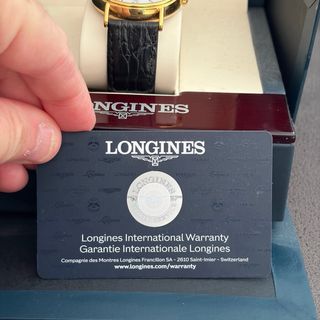 LONGINES
LONGINES
LONGINES
Longines International Warranty
Garantie Internationale Longines
Compagnie des Montres Longines Francillon SA - 2610 Saint-Imier - Switzerland
www.longines.com/warranty